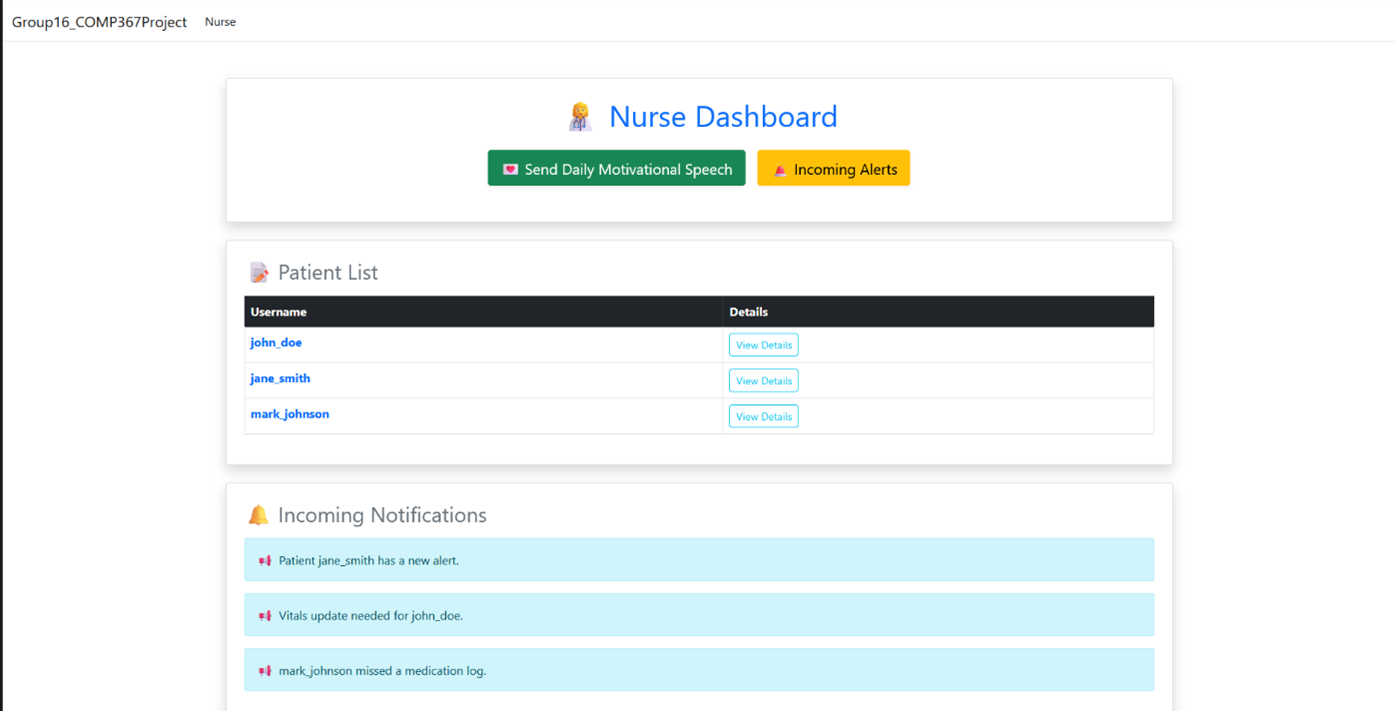 Group16_COMP367Project Nurse
Nurse Dashboard
Send Daily Motivational Speech Incoming Alerts
Patient List
Username Details
john_doe View Details
jane_smith View Details
mark_johnson View Details
Incoming Notifications
Patient jane_smith has a new alert.
Vitals update needed for john_doe.
mark_johnson missed a medication log.